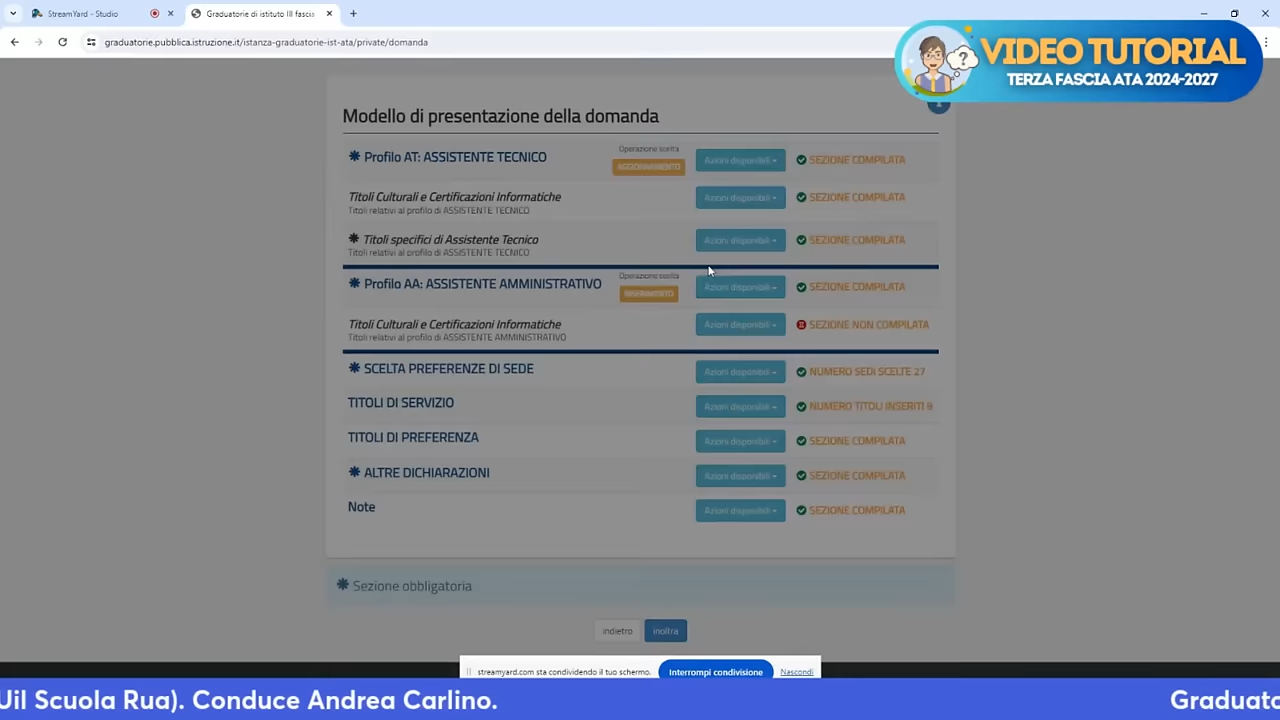 StreamYard - Studio
Graduatorie di istituto III fascia
graduatorie.pubblica.istruzione.it/istanza-graduatorie-ist-ata/private/domanda
VIDEO TUTORIAL
TERZA FASCIA ATA 2024-2027
Modello di presentazione della domanda
Profilo AT: ASSISTENTE TECNICO
Operazione scelta
AGGIORNAMENTO
Azioni disponibili
SEZIONE COMPILATA
Titoli Culturali e Certificazioni Informatiche
Titoli relativi al profilo di ASSISTENTE TECNICO
Azioni disponibili
SEZIONE COMPILATA
Titoli specifici di Assistente Tecnico
Titoli relativi al profilo di ASSISTENTE TECNICO
Azioni disponibili
SEZIONE COMPILATA
Profilo AA: ASSISTENTE AMMINISTRATIVO
Operazione scelta
INSERIMENTO
Azioni disponibili
SEZIONE COMPILATA
Titoli Culturali e Certificazioni Informatiche
Titoli relativi al profilo di ASSISTENTE AMMINISTRATIVO
Azioni disponibili
SEZIONE NON COMPILATA
SCELTA PREFERENZE DI SEDE
Azioni disponibili
NUMERO SEDI SCELTE 27
TITOLI DI SERVIZIO
Azioni disponibili
NUMERO TITOLI INSERITI 9
TITOLI DI PREFERENZA
Azioni disponibili
SEZIONE COMPILATA
ALTRE DICHIARAZIONI
Azioni disponibili
SEZIONE COMPILATA
Note
Azioni disponibili
SEZIONE COMPILATA
Sezione obbligatoria
indietro
inoltra
streamyard.com sta condividendo il tuo schermo.
Interrompi condivisione
Nascondi
Uil Scuola Rua). Conduce Andrea Carlino.
Graduato